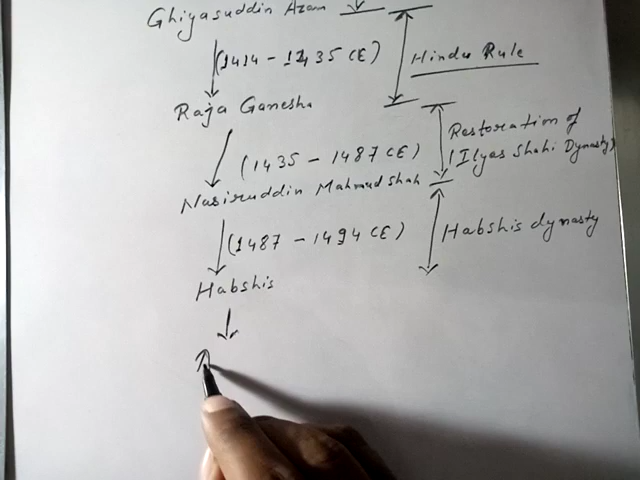 Ghiyasuddin Azam
(1414 - 1435 CE)
Hindu Rule
Raja Ganesha
Restoration of
(Ilyas Shahi Dynasty)
(1435 - 1487 CE)
Nasiruddin Mahmud Shah
(1487 - 1494 CE)
Habshis dynasty
Habshis